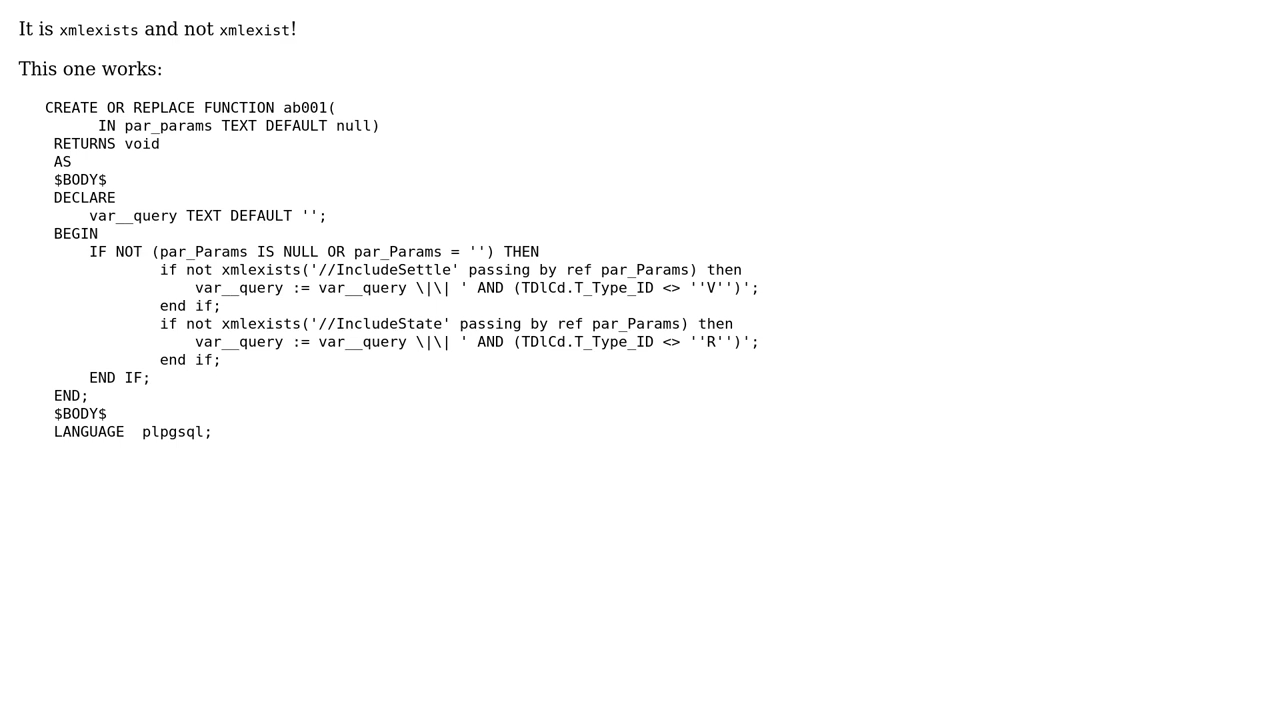 It is xmlexists and not xmlexist!
This one works:
CREATE OR REPLACE FUNCTION ab001(
IN par_params TEXT DEFAULT null)
RETURNS void
AS
$BODY$
DECLARE
var__query TEXT DEFAULT '';
BEGIN
IF NOT (par_Params IS NULL OR par_Params = '') THEN
if not xmlexists('//IncludeSettle' passing by ref par_Params) then
var__query := var__query \|\| ' AND (TDlCd.T_Type_ID <> ''V'')';
end if;
if not xmlexists('//IncludeState' passing by ref par_Params) then
var__query := var__query \|\| ' AND (TDlCd.T_Type_ID <> ''R'')';
end if;
END IF;
END;
$BODY$
LANGUAGE  plpgsql;